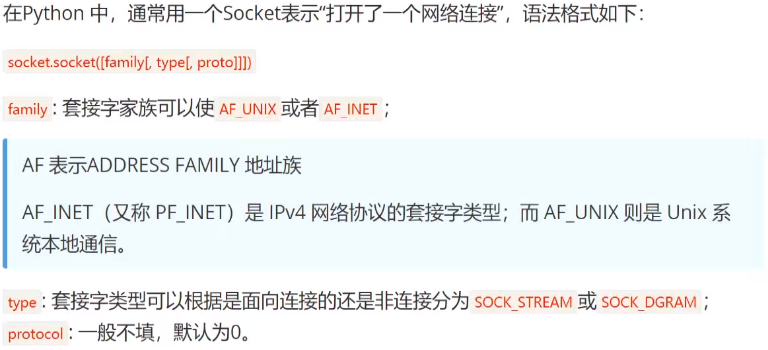 在Python 中，通常用一个Socket表示“打开了一个网络连接”，语法格式如下：
socket.socket([family[, type[, proto]]])
family : 套接字家族可以使 AF_UNIX 或者 AF_INET ；
AF 表示ADDRESS FAMILY 地址族
AF_INET（又称 PF_INET）是 IPv4 网络协议的套接字类型；而 AF_UNIX 则是 Unix 系
统本地通信。
type : 套接字类型可以根据是面向连接的还是非连接分为 SOCK_STREAM 或 SOCK_DGRAM ；
protocol : 一般不填，默认为0。